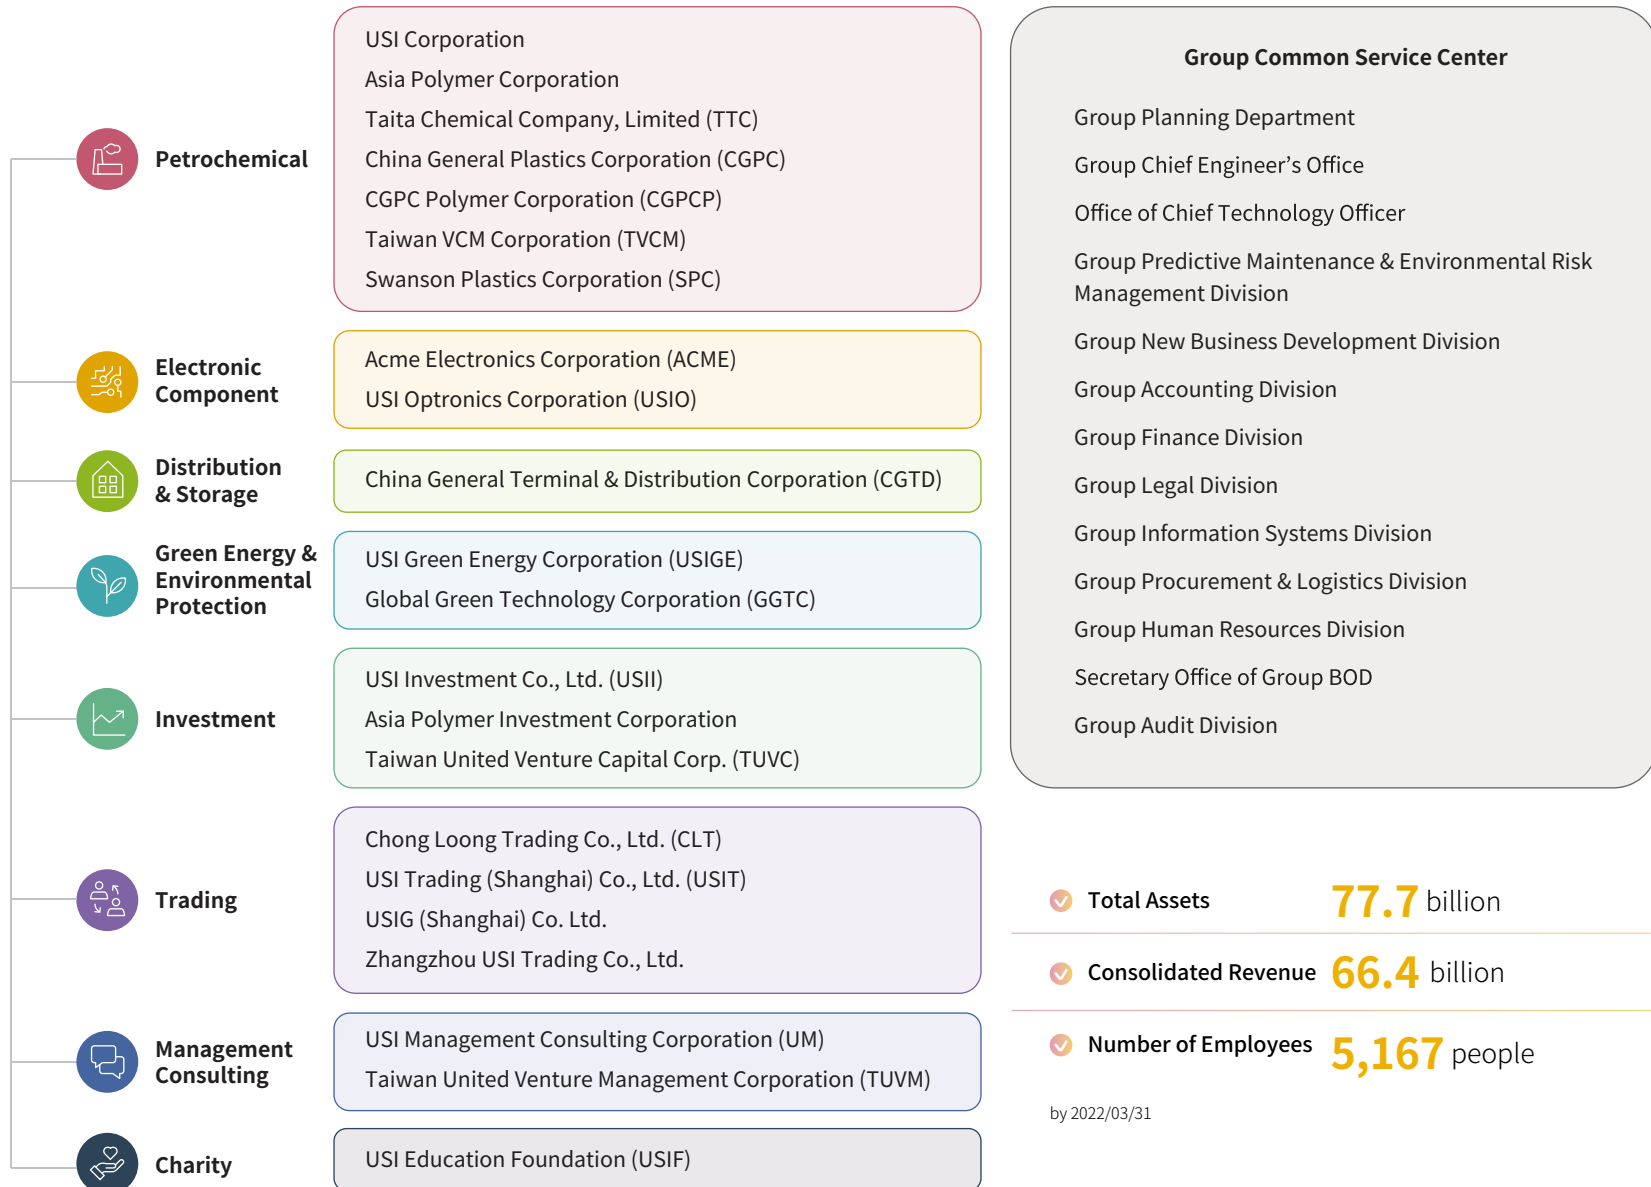 Petrochemical
USI Corporation
Asia Polymer Corporation
Taita Chemical Company, Limited (TTC)
China General Plastics Corporation (CGPC)
CGPC Polymer Corporation (CGPCP)
Taiwan VCM Corporation (TVCM)
Swanson Plastics Corporation (SPC)
Electronic
Component
Acme Electronics Corporation (ACME)
USI Optronics Corporation (USIO)
Distribution
& Storage
China General Terminal & Distribution Corporation (CGTD)
Green Energy &
Environmental
Protection
USI Green Energy Corporation (USIGE)
Global Green Technology Corporation (GGTC)
Investment
USI Investment Co., Ltd. (USII)
Asia Polymer Investment Corporation
Taiwan United Venture Capital Corp. (TUVC)
Trading
Chong Loong Trading Co., Ltd. (CLT)
USI Trading (Shanghai) Co., Ltd. (USIT)
USIG (Shanghai) Co. Ltd.
Zhangzhou USI Trading Co., Ltd.
Management
Consulting
USI Management Consulting Corporation (UM)
Taiwan United Venture Management Corporation (TUVM)
Charity
USI Education Foundation (USIF)
Group Common Service Center
Group Planning Department
Group Chief Engineer’s Office
Office of Chief Technology Officer
Group Predictive Maintenance & Environmental Risk
Management Division
Group New Business Development Division
Group Accounting Division
Group Finance Division
Group Legal Division
Group Information Systems Division
Group Procurement & Logistics Division
Group Human Resources Division
Secretary Office of Group BOD
Group Audit Division
Total Assets 77.7 billion
Consolidated Revenue 66.4 billion
Number of Employees 5,167 people
by 2022/03/31